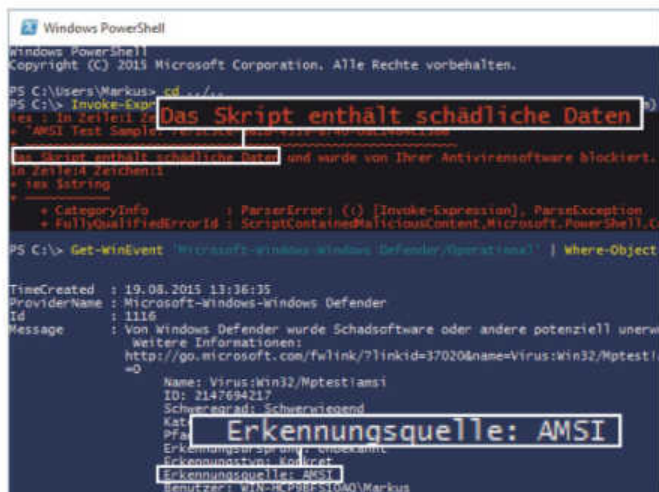 Windows PowerShell
Windows PowerShell
Copyright (C) 2015 Microsoft Corporation. Alle Rechte vorbehalten.
PS C:\Users\Markus> cd ../..
PS C:\> Invoke-Expr
Das Skript enthält schädliche Daten
iex : In Zeile:1
+ "AMSI Test Sample:
Das Skript enthält schädliche Daten und wurde von Ihrer Antivirensoftware blockiert.
In Zeile:4 Zeichen:1
+ iex $string
+ CategoryInfo : ParserError: (:) [Invoke-Expression], ParseException
+ FullyQualifiedErrorId : ScriptContainedMaliciousContent,Microsoft.PowerShell.C
PS C:\> Get-WinEvent 'Microsoft-Windows-Windows Defender/Operational' | Where-Object
TimeCreated : 19.08.2015 13:36:35
ProviderName : Microsoft-Windows-Windows Defender
Id : 1116
Message : Von Windows Defender wurde Schadsoftware oder andere potenziell unerw
Weitere Informationen:
http://go.microsoft.com/fwlink/?linkid=37020&name=Virus:Win32/Mptest!a
=0
Name: Virus:Win32/Mptest!amsi
ID: 2147694217
Schweregrad: Schwerwiegend
Kat
Pfa
Erkennungsquelle: AMSI
Erkennungsursprung: Unbekannt
Erkennungstyp: Konkret
Erkennungsquelle: AMSI
Benutzer: WIN-HCP9BFS10AO\Markus